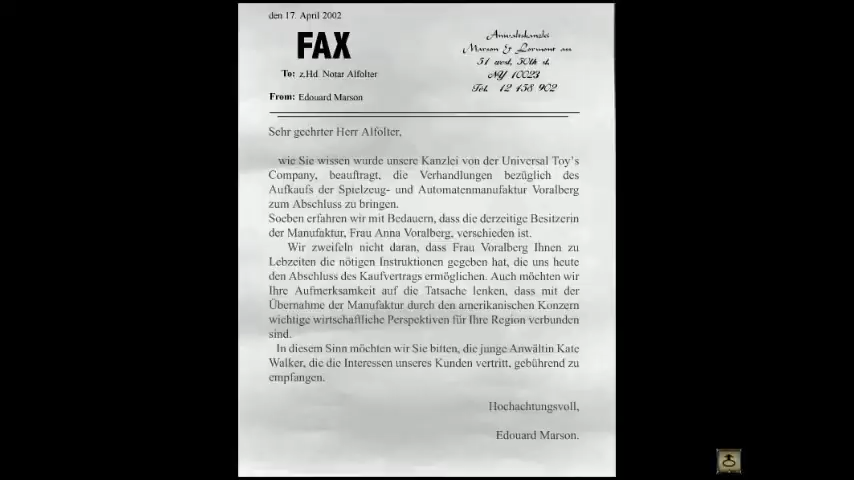 den 17. April 2002
FAX
To: z.Hd. Notar Alfolter
From: Edouard Marson
Anwaltskanzlei
Marson & Lormont an
51 west, 50th st.
NY 10023
Tél. 12 158 902
Sehr geehrter Herr Alfolter,
wie Sie wissen wurde unsere Kanzlei von der Universal Toy's
Company, beauftragt, die Verhandlungen bezüglich des
Aufkaufs der Spielzeug- und Automatenmanufaktur Voralberg
zum Abschluss zu bringen.
Soeben erfahren wir mit Bedauern, dass die derzeitige Besitzerin
der Manufaktur, Frau Anna Voralberg, verschieden ist.
Wir zweifeln nicht daran, dass Frau Voralberg Ihnen zu
Lebzeiten die nötigen Instruktionen gegeben hat, die uns heute
den Abschluss des Kaufvertrags ermöglichen. Auch möchten wir
Ihre Aufmerksamkeit auf die Tatsache lenken, dass mit der
Übernahme der Manufaktur durch den amerikanischen Konzern
wichtige wirtschaftliche Perspektiven für Ihre Region verbunden
sind.
In diesem Sinn möchten wir Sie bitten, die junge Anwältin Kate
Walker, die die Interessen unseres Kunden vertritt, gebührend zu
empfangen.
Hochachtungsvoll,
Edouard Marson.